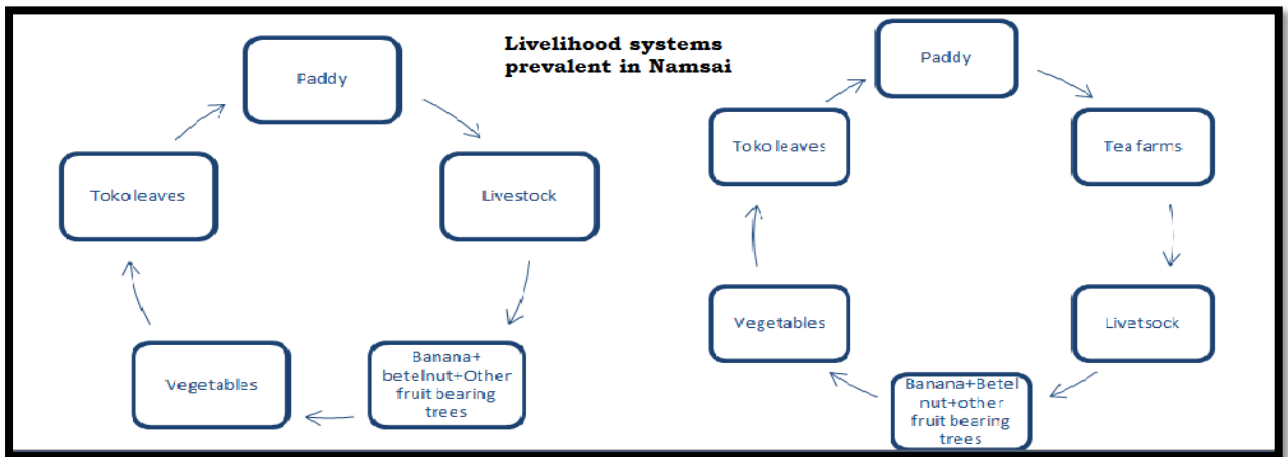 Livelihood systems
prevalent in Namsai
Paddy
Livestock
Banana+
betelnut+Other
fruit bearing
trees
Vegetables
Toko leaves
Paddy
Tea farms
Livetsock
Banana+Betel
nut+other
fruit bearing
trees
Vegetables
Toko leaves